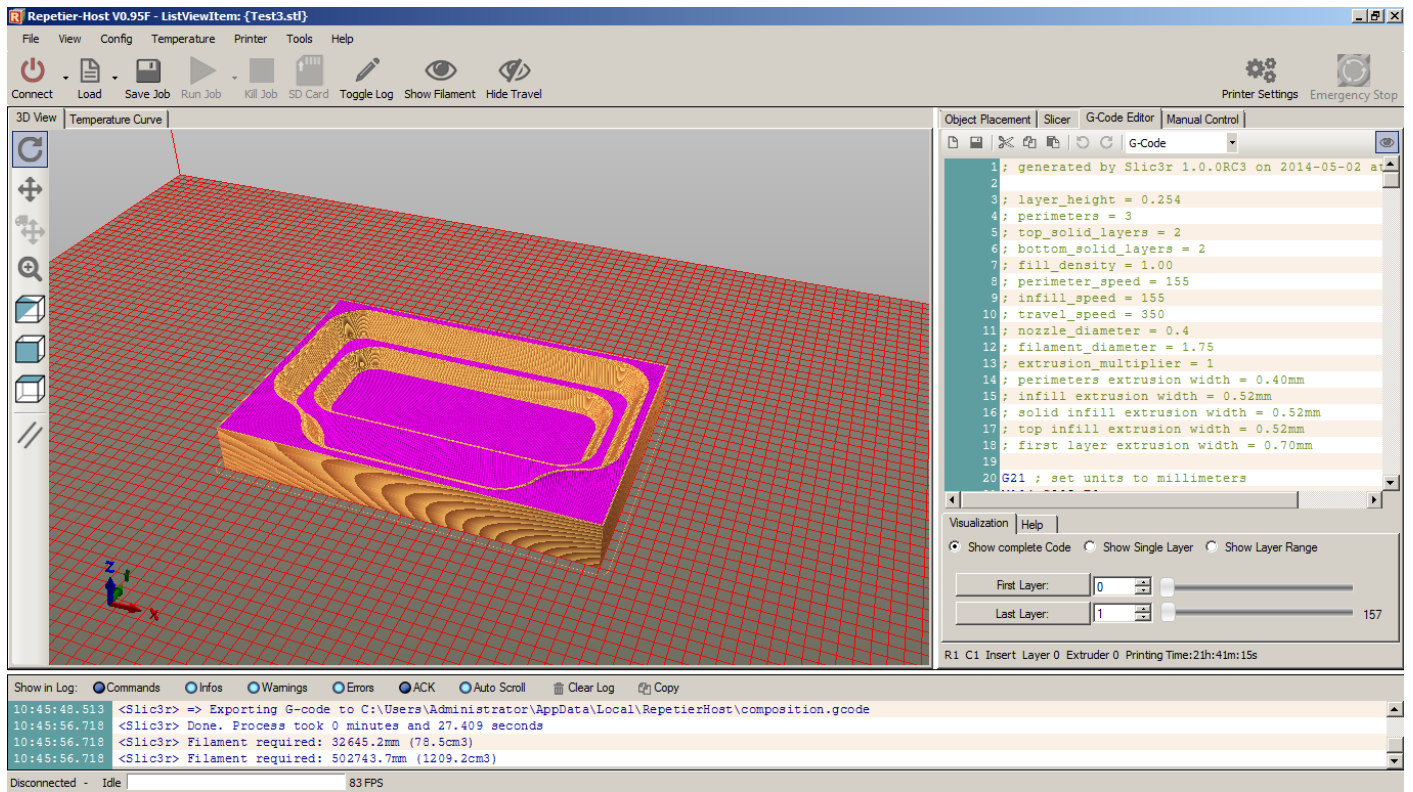 Repetier-Host V0.95F - ListViewItem: {Test3.stl}
File View Config Temperature Printer Tools Help
Connect Load Save Job Run Job Kill Job SD Card Toggle Log Show Filament Hide Travel Printer Settings Emergency Stop
3D View Temperature Curve
Object Placement Slicer G-Code Editor Manual Control
G-Code
1 ; generated by Slic3r 1.0.0RC3 on 2014-05-02 at
2
3 ; layer_height = 0.254
4 ; perimeters = 3
5 ; top_solid_layers = 2
6 ; bottom_solid_layers = 2
7 ; fill_density = 1.00
8 ; perimeter_speed = 155
9 ; infill_speed = 155
10 ; travel_speed = 350
11 ; nozzle_diameter = 0.4
12 ; filament_diameter = 1.75
13 ; extrusion_multiplier = 1
14 ; perimeters extrusion width = 0.40mm
15 ; infill extrusion width = 0.52mm
16 ; solid infill extrusion width = 0.52mm
17 ; top infill extrusion width = 0.52mm
18 ; first layer extrusion width = 0.70mm
19
20 G21 ; set units to millimeters
Z
X
Visualization Help
Show complete Code Show Single Layer Show Layer Range
First Layer: 0
Last Layer: 1 157
R1 C1 Insert Layer 0 Extruder 0 Printing Time:21h:41m:15s
Show in Log: Commands Infos Warnings Errors ACK Auto Scroll Clear Log Copy
10:45:48.513 <Slic3r> => Exporting G-code to C:\Users\Administrator\AppData\Local\RepetierHost\composition.gcode
10:45:56.718 <Slic3r> Done. Process took 0 minutes and 27.409 seconds
10:45:56.718 <Slic3r> Filament required: 32645.2mm (78.5cm3)
10:45:56.718 <Slic3r> Filament required: 502743.7mm (1209.2cm3)
Disconnected - Idle 83 FPS